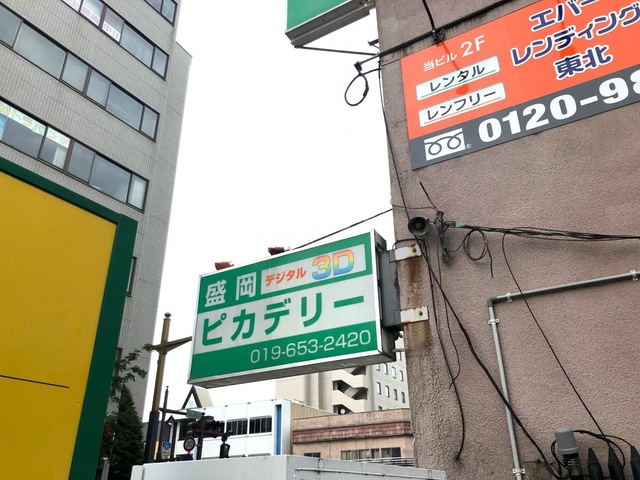 エバー
レンディング
東北
当ビル 2F
レンタル
レンフリー
0120-98
盛岡 デジタル 3D
ピカデリー
019-653-2420